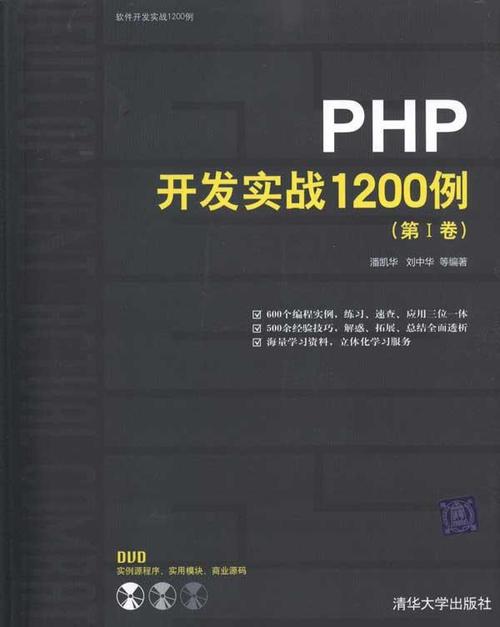 软件开发实战1200例
PHP
开发实战1200例
(第Ⅰ卷)
潘凯华 刘中华 等编著
600个编程实例,练习、速查、应用三位一体
500余经验技巧,解惑、拓展、总结全面透析
海量学习资料,立体化学习服务
DVD
实例源程序、实用模块、商业源码
清华大学出版社